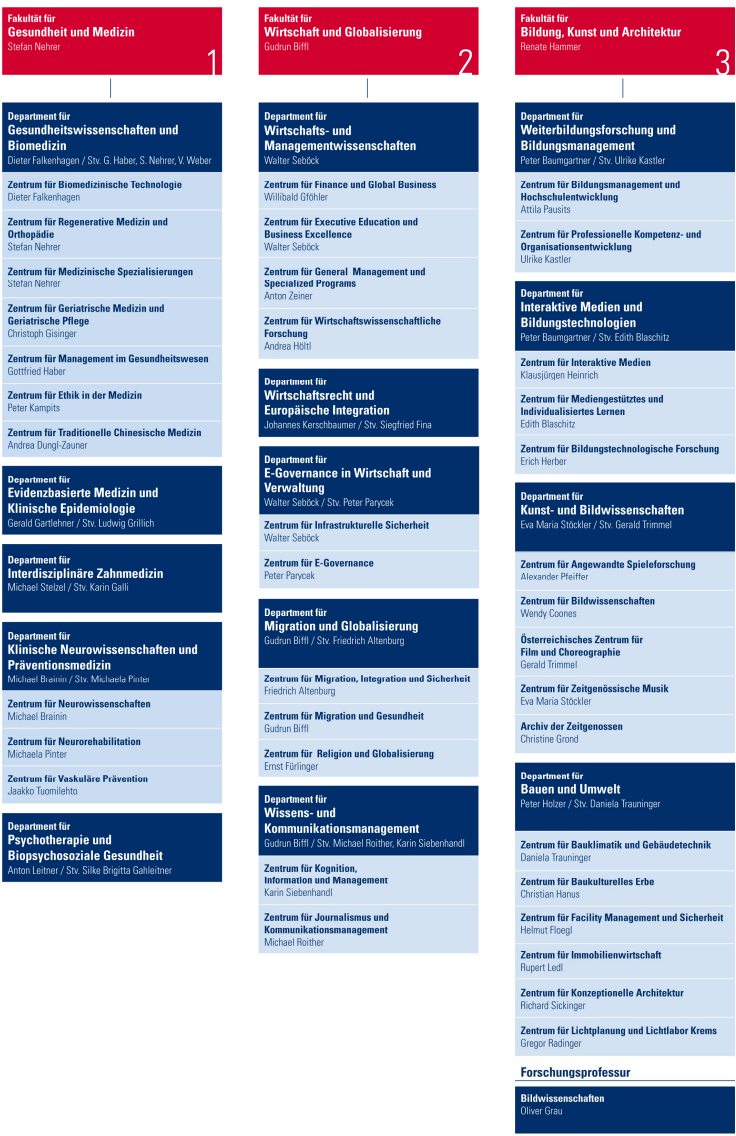 Fakultät für
Gesundheit und Medizin
Stefan Nehrer
1
Department für
Gesundheitswissenschaften und
Biomedizin
Dieter Falkenhagen / Stv. G. Haber, S. Nehrer, V. Weber
Zentrum für Biomedizinische Technologie
Dieter Falkenhagen
Zentrum für Regenerative Medizin und
Orthopädie
Stefan Nehrer
Zentrum für Medizinische Spezialisierungen
Stefan Nehrer
Zentrum für Geriatrische Medizin und
Geriatrische Pflege
Christoph Gisinger
Zentrum für Management im Gesundheitswesen
Gottfried Haber
Zentrum für Ethik in der Medizin
Peter Kampits
Zentrum für Traditionelle Chinesische Medizin
Andrea Dungl-Zauner
Department für
Evidenzbasierte Medizin und
Klinische Epidemiologie
Gerald Gartlehner / Stv. Ludwig Grillich
Department für
Interdisziplinäre Zahnmedizin
Michael Stelzel / Stv. Karin Galli
Department für
Klinische Neurowissenschaften und
Präventionsmedizin
Michael Brainin / Stv. Michaela Pinter
Zentrum für Neurowissenschaften
Michael Brainin
Zentrum für Neurorehabilitation
Michaela Pinter
Zentrum für Vaskuläre Prävention
Jaakko Tuomilehto
Department für
Psychotherapie und
Biopsychosoziale Gesundheit
Anton Leitner / Stv. Silke Brigitta Gahleitner
Fakultät für
Wirtschaft und Globalisierung
Gudrun Biffl
2
Department für
Wirtschafts- und
Managementwissenschaften
Walter Seböck
Zentrum für Finance und Global Business
Willibald Gföhler
Zentrum für Executive Education und
Business Excellence
Walter Seböck
Zentrum für General Management und
Specialized Programs
Anton Zeiner
Zentrum für Wirtschaftswissenschaftliche
Forschung
Andrea Höltl
Department für
Wirtschaftsrecht und
Europäische Integration
Johannes Kerschbaumer / Stv. Siegfried Fina
Department für
E-Governance in Wirtschaft und
Verwaltung
Walter Seböck / Stv. Peter Parycek
Zentrum für Infrastrukturelle Sicherheit
Walter Seböck
Zentrum für E-Governance
Peter Parycek
Department für
Migration und Globalisierung
Gudrun Biffl / Stv. Friedrich Altenburg
Zentrum für Migration, Integration und Sicherheit
Friedrich Altenburg
Zentrum für Migration und Gesundheit
Gudrun Biffl
Zentrum für Religion und Globalisierung
Ernst Fürlinger
Department für
Wissens- und
Kommunikationsmanagement
Gudrun Biffl / Stv. Michael Roither, Karin Siebenhandl
Zentrum für Kognition,
Information und Management
Karin Siebenhandl
Zentrum für Journalismus und
Kommunikationsmanagement
Michael Roither
Fakultät für
Bildung, Kunst und Architektur
Renate Hammer
3
Department für
Weiterbildungsforschung und
Bildungsmanagement
Peter Baumgartner / Stv. Ulrike Kastler
Zentrum für Bildungsmanagement und
Hochschulentwicklung
Attila Pausits
Zentrum für Professionelle Kompetenz- und
Organisationsentwicklung
Ulrike Kastler
Department für
Interaktive Medien und
Bildungstechnologien
Peter Baumgartner / Stv. Edith Blaschitz
Zentrum für Interaktive Medien
Klausjürgen Heinrich
Zentrum für Mediengestütztes und
Individualisiertes Lernen
Edith Blaschitz
Zentrum für Bildungstechnologische Forschung
Erich Herber
Department für
Kunst- und Bildwissenschaften
Eva Maria Stöckler / Stv. Gerald Trimmel
Zentrum für Angewandte Spieleforschung
Alexander Pfeiffer
Zentrum für Bildwissenschaften
Wendy Coones
Österreichisches Zentrum für
Film und Choreographie
Gerald Trimmel
Zentrum für Zeitgenössische Musik
Eva Maria Stöckler
Archiv der Zeitgenossen
Christine Grond
Department für
Bauen und Umwelt
Peter Holzer / Stv. Daniela Trauninger
Zentrum für Bauklimatik und Gebäudetechnik
Daniela Trauninger
Zentrum für Baukulturelles Erbe
Christian Hanus
Zentrum für Facility Management und Sicherheit
Helmut Floegl
Zentrum für Immobilienwirtschaft
Rupert Ledl
Zentrum für Konzeptionelle Architektur
Richard Sickinger
Zentrum für Lichtplanung und Lichtlabor Krems
Gregor Radinger
Forschungsprofessur
Bildwissenschaften
Oliver Grau